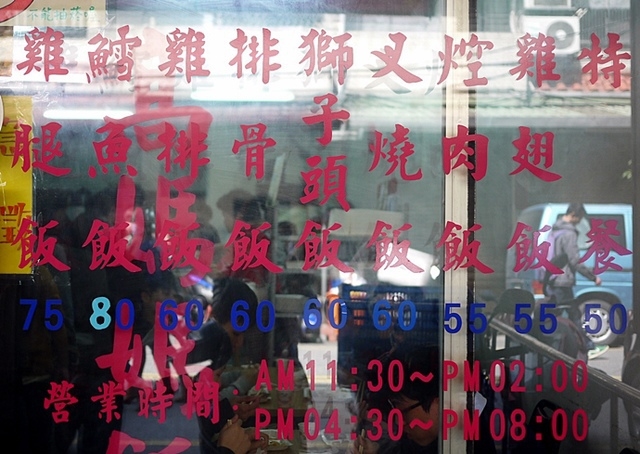 特餐 50
雞翅飯 55
焢肉飯 55
叉燒飯 60
獅子頭飯 60
排骨飯 60
雞排飯 60
鱈魚飯 80
雞腿飯 75
營業時間:AM11:30~PM02:00
PM04:30~PM08:00